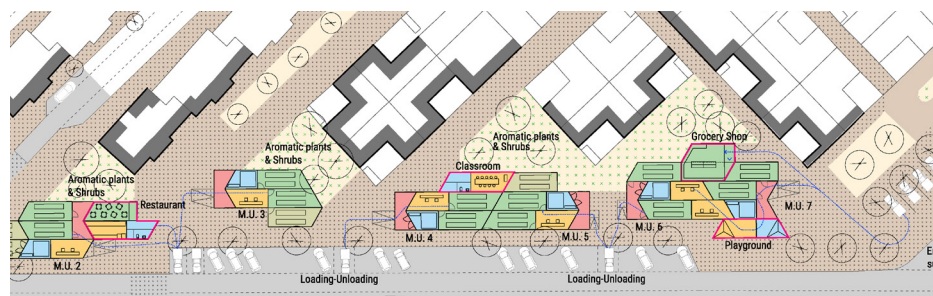 Grocery Shop
Aromatic plants
& Shrubs
Aromatic plants
& Shrubs
Classroom
Aromatic plants
& Shrubs
Restaurant
M.U. 3
M.U. 7
M.U. 4
M.U. 5
M.U. 6
Playground
M.U. 2
Loading-Unloading
Loading-Unloading